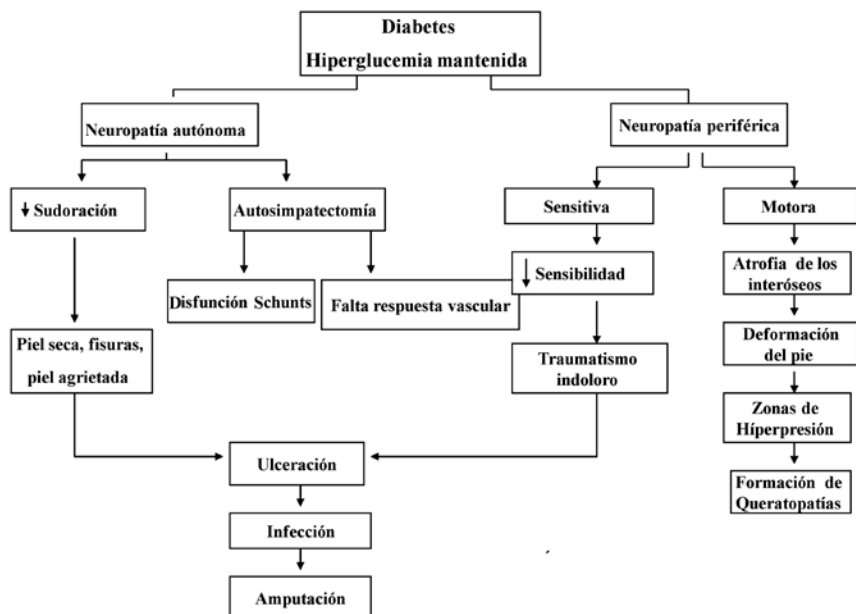 Diabetes
Hiperglucemia mantenida
Neuropatía autónoma
Neuropatía periférica
↓ Sudoración
Autosimpatectomía
Sensitiva
Motora
Disfunción Schunts
Falta respuesta vascular
↓ Sensibilidad
Atrofia de los
interóseos
Piel seca, fisuras,
piel agrietada
Traumatismo
indoloro
Deformación
del pie
Zonas de
Híperpresión
Ulceración
Formación de
Queratopatías
Infección
Amputación